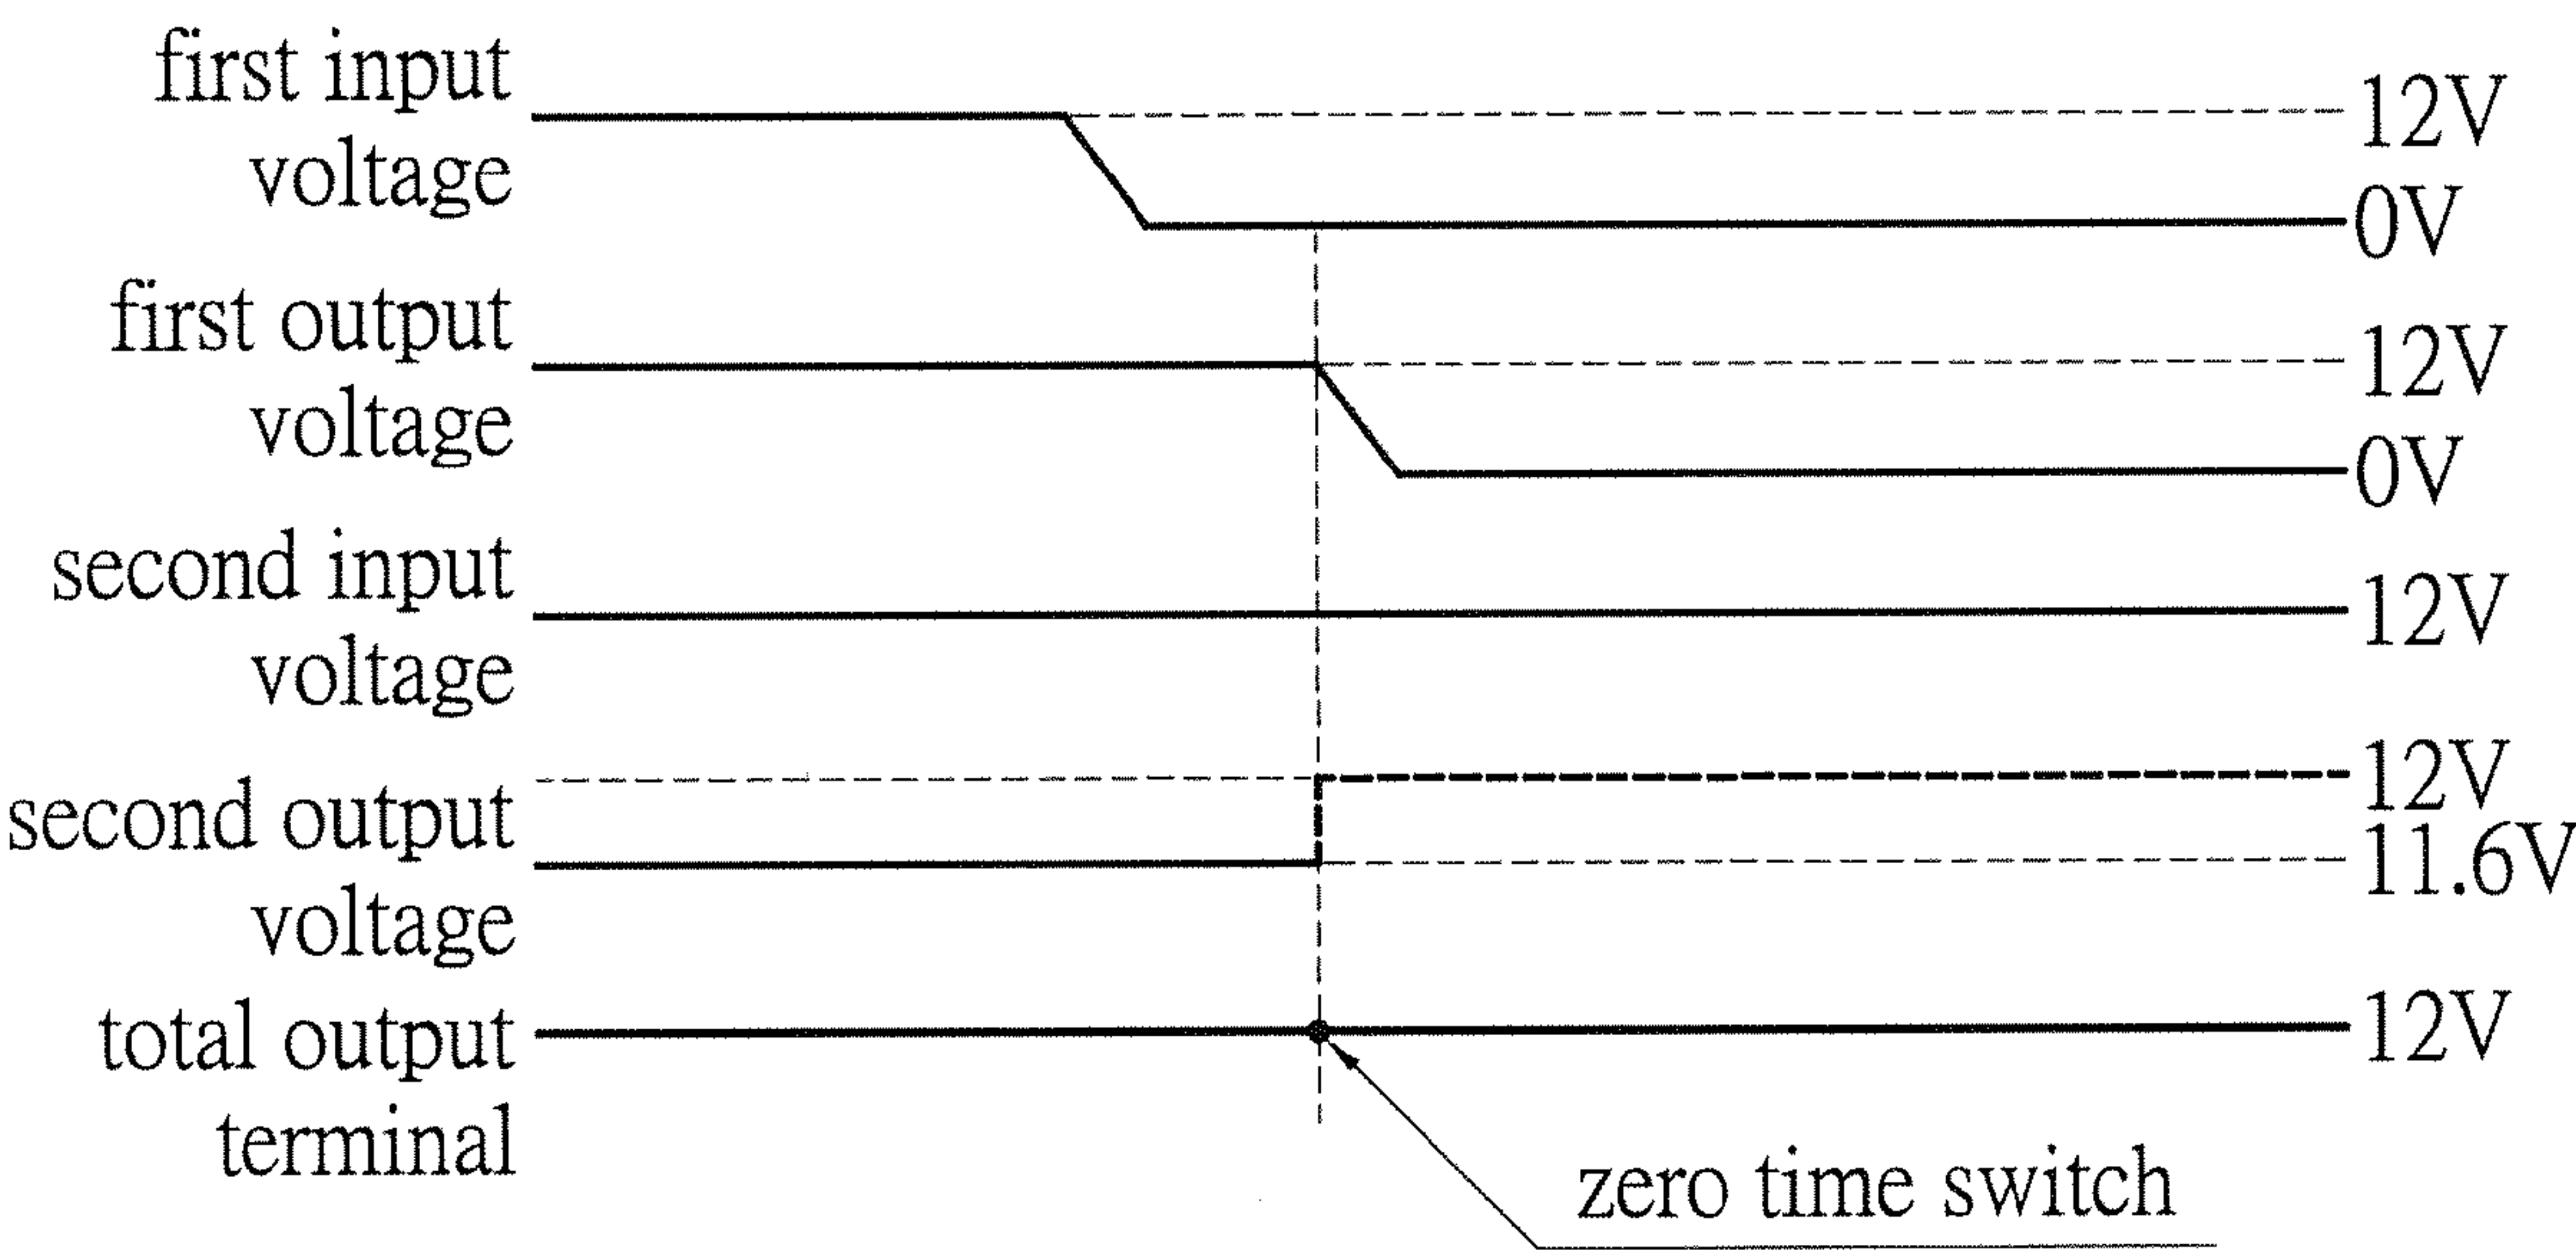 first input
voltage
12V
0V
first output
voltage
12V
0V
second input
voltage
12V
second output
voltage
12V
11.6V
total output
terminal
12V
zero time switch